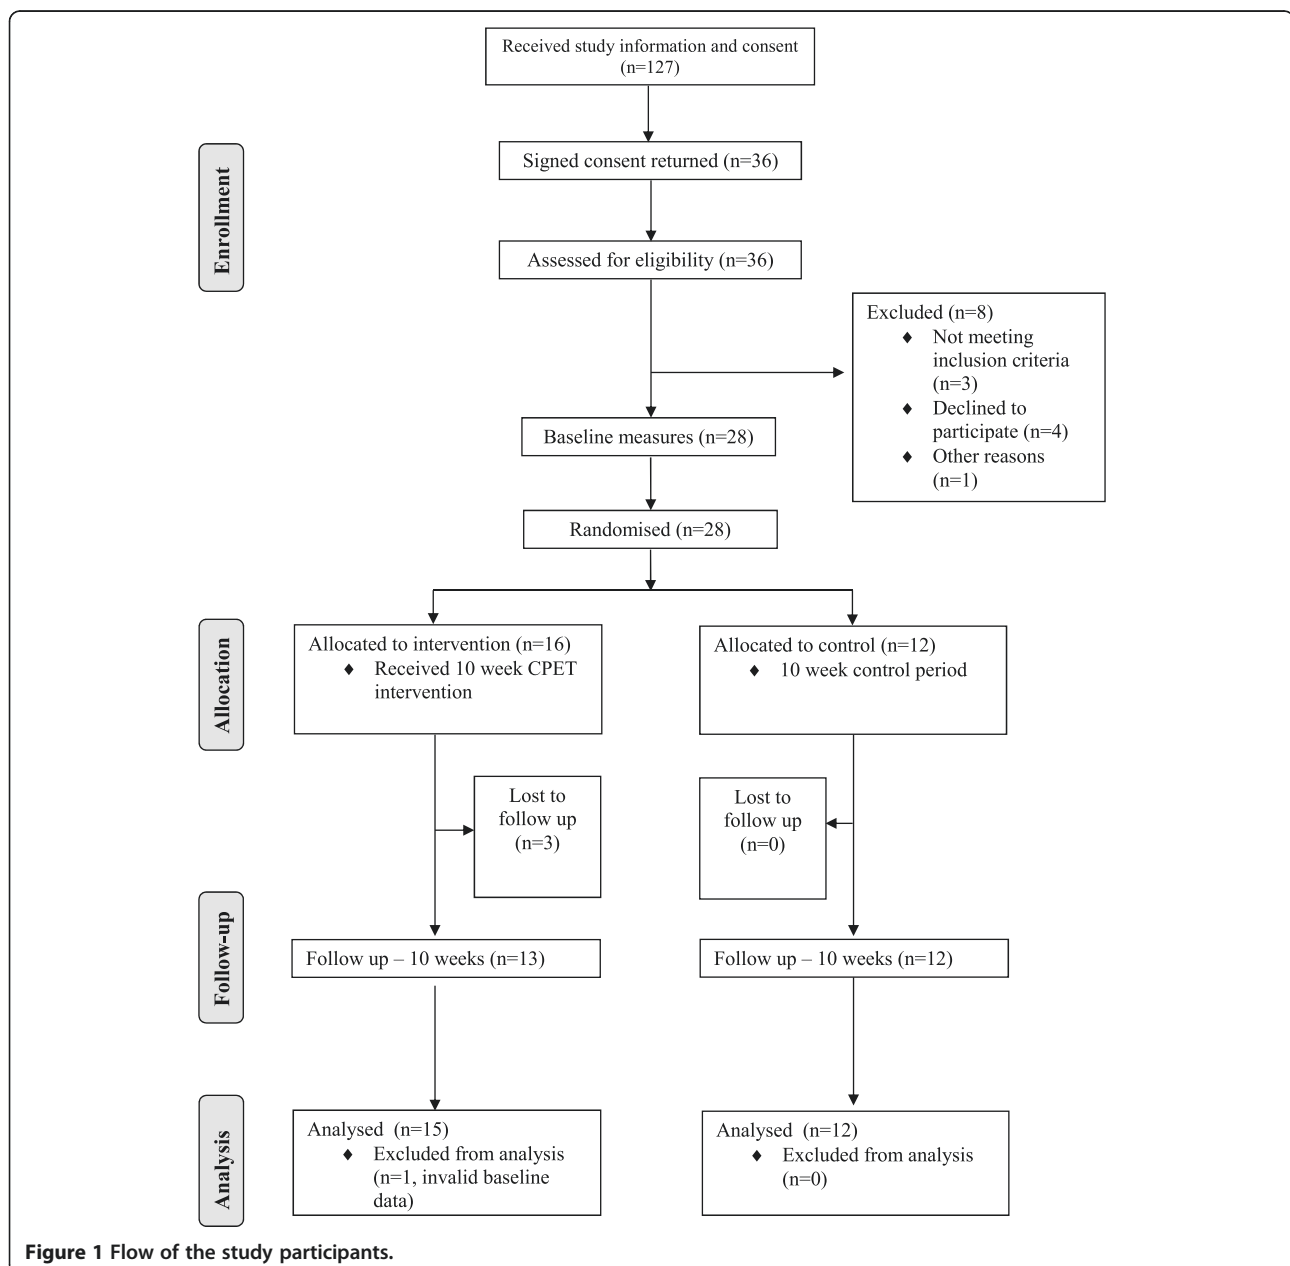 Received study information and consent
(n=127)
Enrollment
Signed consent returned (n=36)
Assessed for eligibility (n=36)
Excluded (n=8)
♦ Not meeting
inclusion criteria
(n=3)
♦ Declined to
participate (n=4)
♦ Other reasons
(n=1)
Baseline measures (n=28)
Randomised (n=28)
Allocation
Allocated to intervention (n=16)
♦ Received 10 week CPET
intervention
Allocated to control (n=12)
♦ 10 week control period
Lost to
follow up
(n=3)
Lost to
follow up
(n=0)
Follow-up
Follow up – 10 weeks (n=13)
Follow up – 10 weeks (n=12)
Analysis
Analysed (n=15)
♦ Excluded from analysis
(n=1, invalid baseline
data)
Analysed (n=12)
♦ Excluded from analysis
(n=0)
Figure 1 Flow of the study participants.